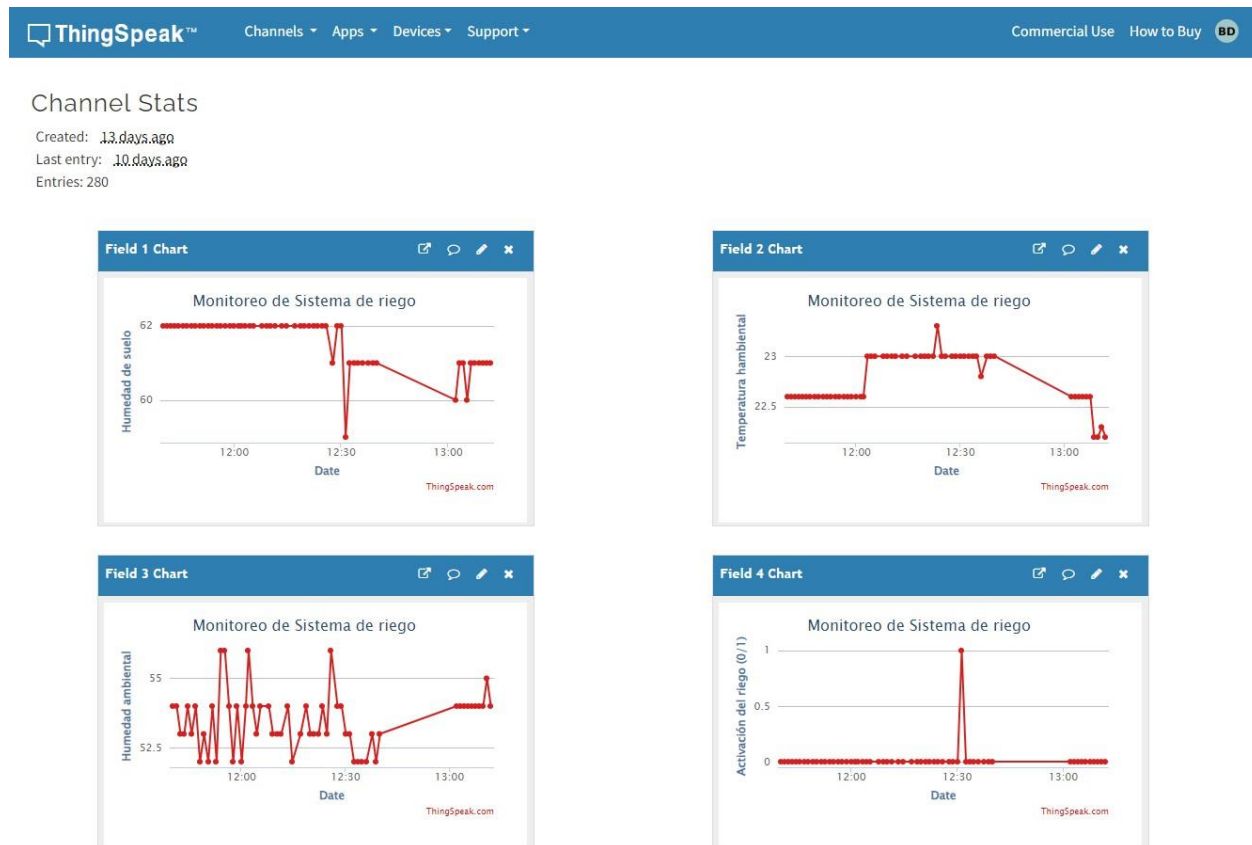 ThingSpeak™ Channels Apps Devices Support Commercial Use How to Buy BD
Channel Stats
Created: 13 days ago
Last entry: 10 days ago
Entries: 280
Field 1 Chart
Monitoreo de Sistema de riego
Humedad de suelo
62
60
12:00 12:30 13:00
Date
ThingSpeak.com
Field 2 Chart
Monitoreo de Sistema de riego
Temperatura hambiental
23
22.5
12:00 12:30 13:00
Date
ThingSpeak.com
Field 3 Chart
Monitoreo de Sistema de riego
Humedad ambiental
55
52.5
12:00 12:30 13:00
Date
ThingSpeak.com
Field 4 Chart
Monitoreo de Sistema de riego
Activación del riego (0/1)
1
0.5
0
12:00 12:30 13:00
Date
ThingSpeak.com